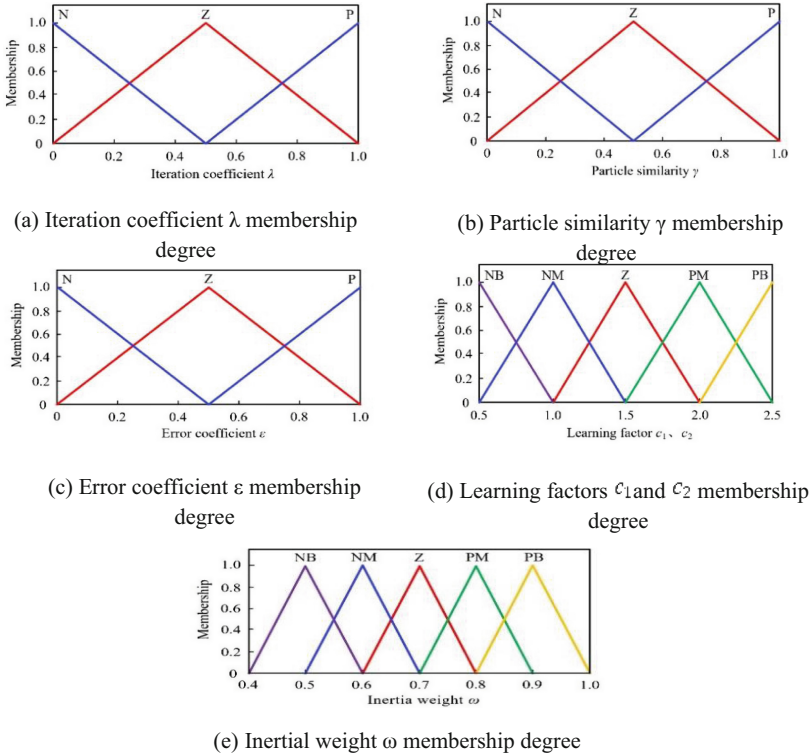 N Z P
1.0
0.8
0.6
0.4
0.2
0
Membership
0 0.2 0.4 0.6 0.8 1.0
Iteration coefficient λ
(a) Iteration coefficient λ membership
degree
N Z P
1.0
0.8
0.6
0.4
0.2
0
Membership
0 0.2 0.4 0.6 0.8 1.0
Particle similarity γ
(b) Particle similarity γ membership
degree
N Z P
1.0
0.8
0.6
0.4
0.2
0
Membership
0 0.2 0.4 0.6 0.8 1.0
Error coefficient ε
(c) Error coefficient ε membership
degree
NB NM Z PM PB
1.0
0.8
0.6
0.4
0.2
0
Membership
0.5 1.0 1.5 2.0 2.5
Learning factor c₁、c₂
(d) Learning factors c₁and c₂ membership
degree
NB NM Z PM PB
1.0
0.8
0.6
0.4
0.2
0
Membership
0.4 0.5 0.6 0.7 0.8 0.9 1.0
Inertia weight ω
(e) Inertial weight ω membership degree